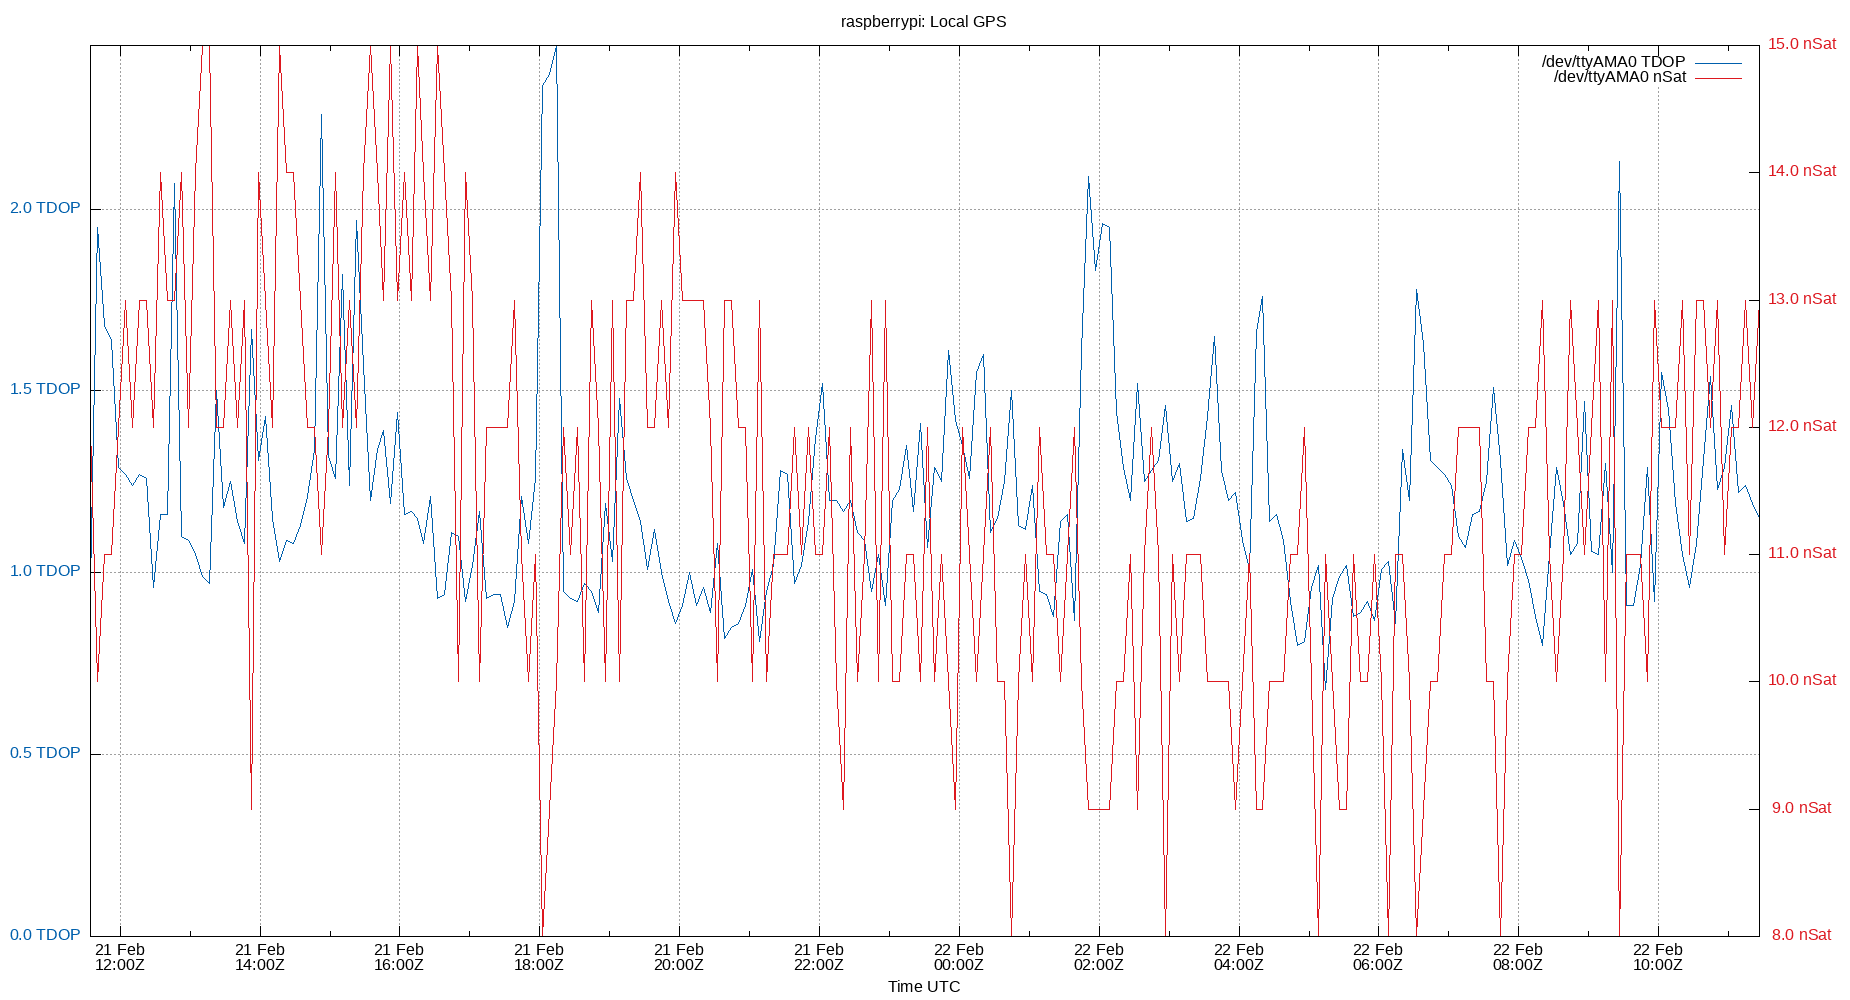 raspberrypi: Local GPS
/dev/ttyAMA0 TDOP
/dev/ttyAMA0 nSat
2.0 TDOP
1.5 TDOP
1.0 TDOP
0.5 TDOP
0.0 TDOP
15.0 nSat
14.0 nSat
13.0 nSat
12.0 nSat
11.0 nSat
10.0 nSat
9.0 nSat
8.0 nSat
21 Feb
12:00Z
21 Feb
14:00Z
21 Feb
16:00Z
21 Feb
18:00Z
21 Feb
20:00Z
21 Feb
22:00Z
22 Feb
00:00Z
22 Feb
02:00Z
22 Feb
04:00Z
22 Feb
06:00Z
22 Feb
08:00Z
22 Feb
10:00Z
Time UTC